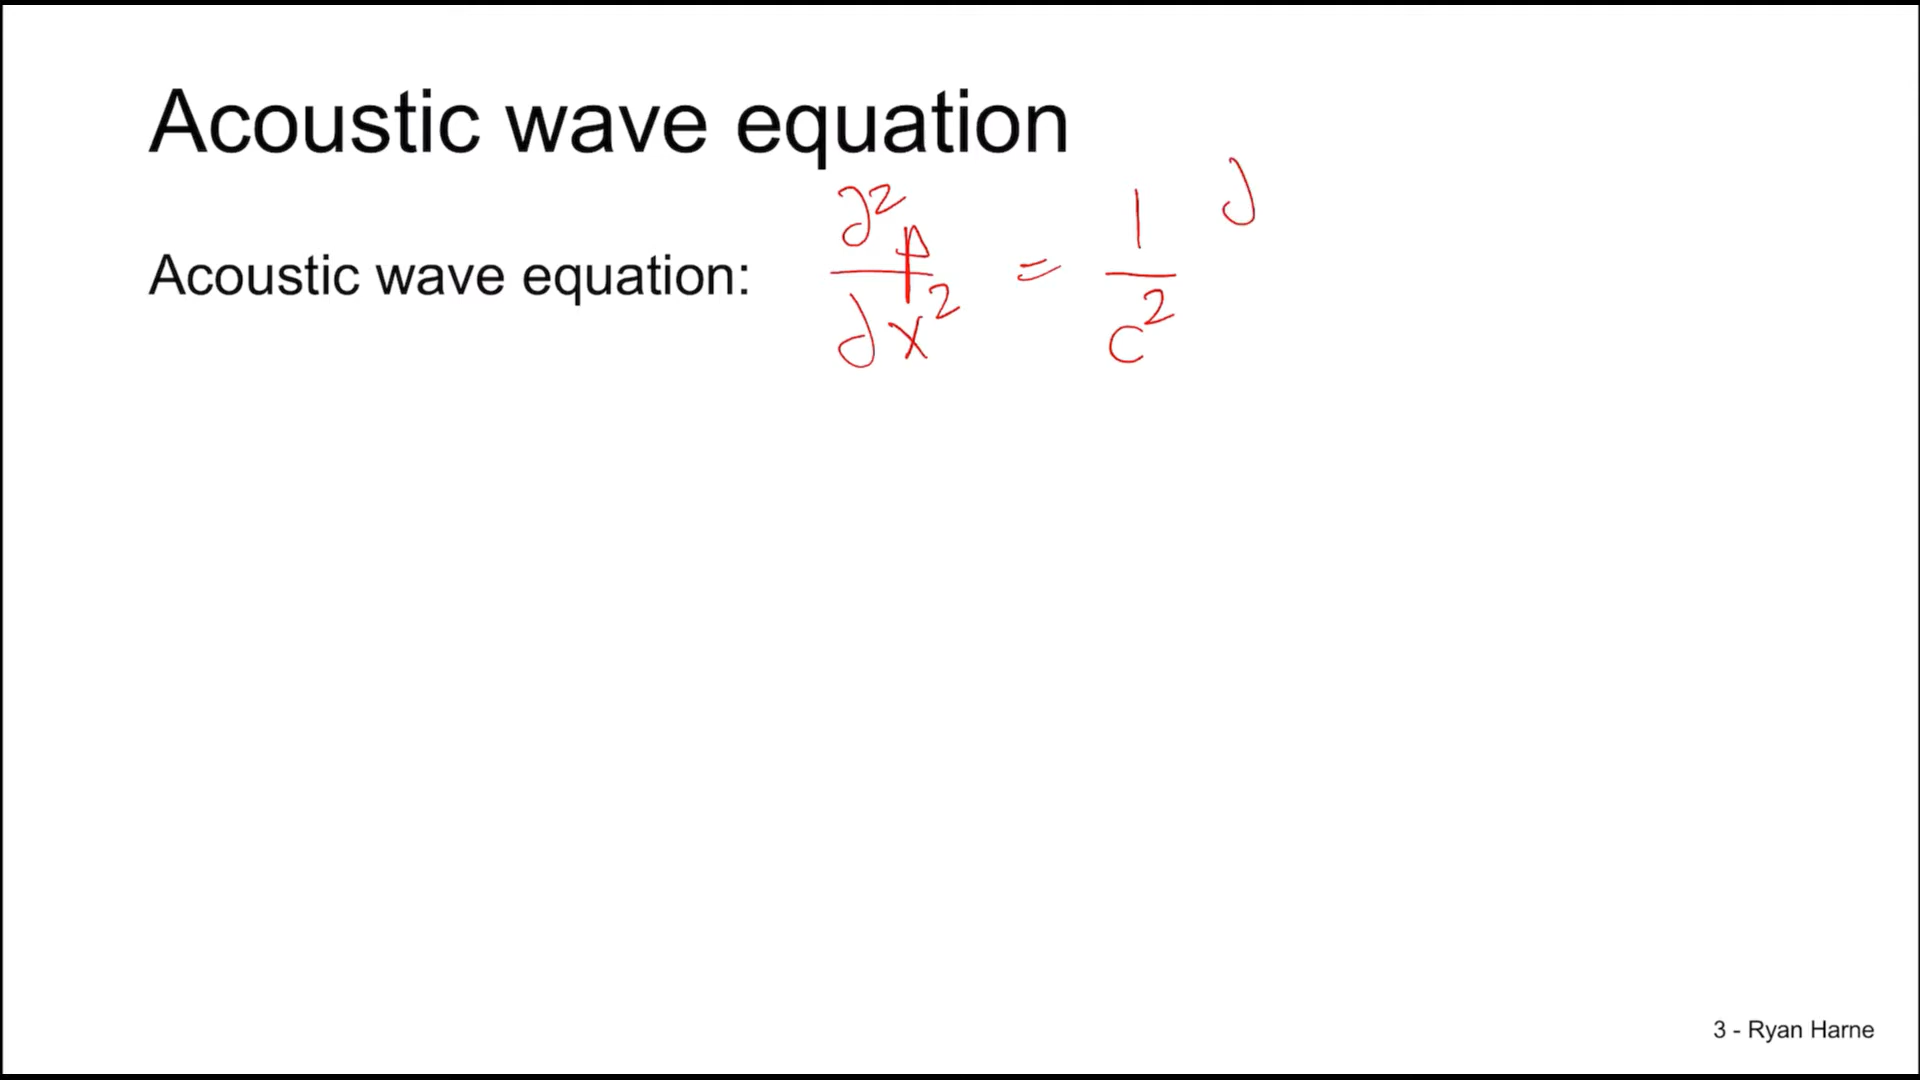 Acoustic wave equation
Acoustic wave equation: ∂²p/∂x² = 1/c² ∂
3 - Ryan Harne